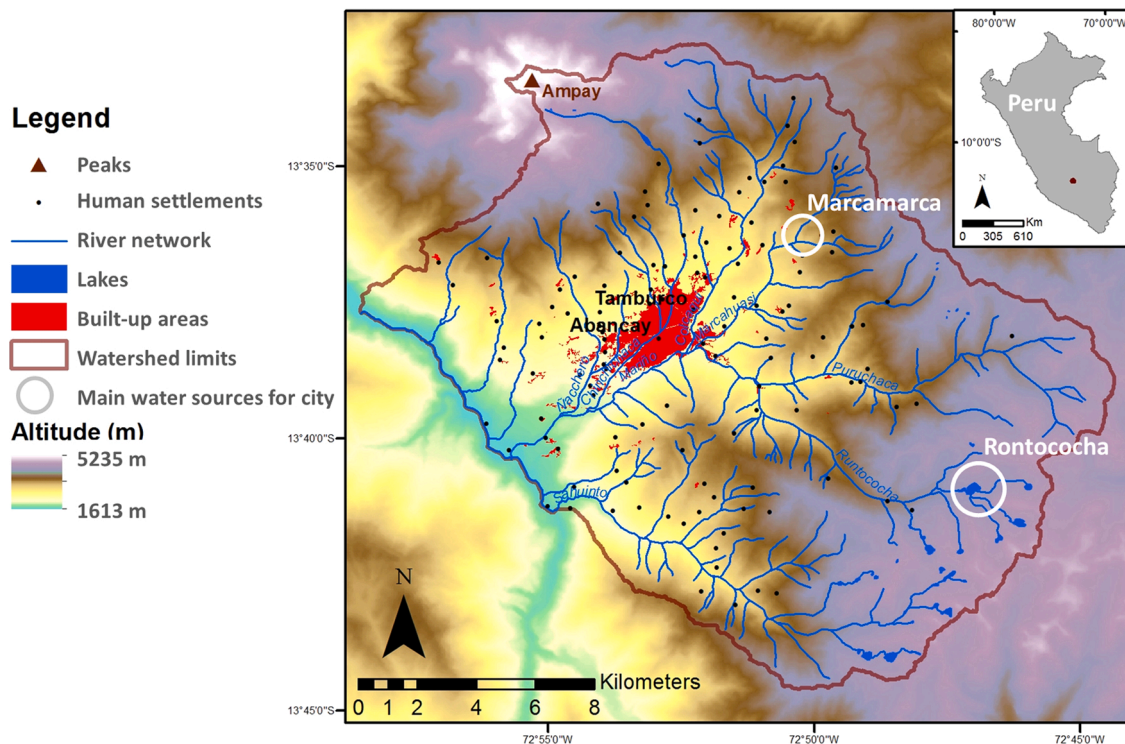 Legend
Peaks
Human settlements
River network
Lakes
Built-up areas
Watershed limits
Main water sources for city
Altitude (m)
5235 m
1613 m
80°0'0"W
70°0'0"W
Peru
10°00'0"S
N
Km
0 305 610
Ampay
13°35'0"S
Marcamarca
Tamburco
Abancay
Marcahuasi
Mariño
Puruchaca
13°40'0"S
Rontococha
Runtococha
Sahuinto
N
Kilometers
0 1 2 4 6 8
13°45'0"S
72°55'0"W
72°50'0"W
72°45'0"W